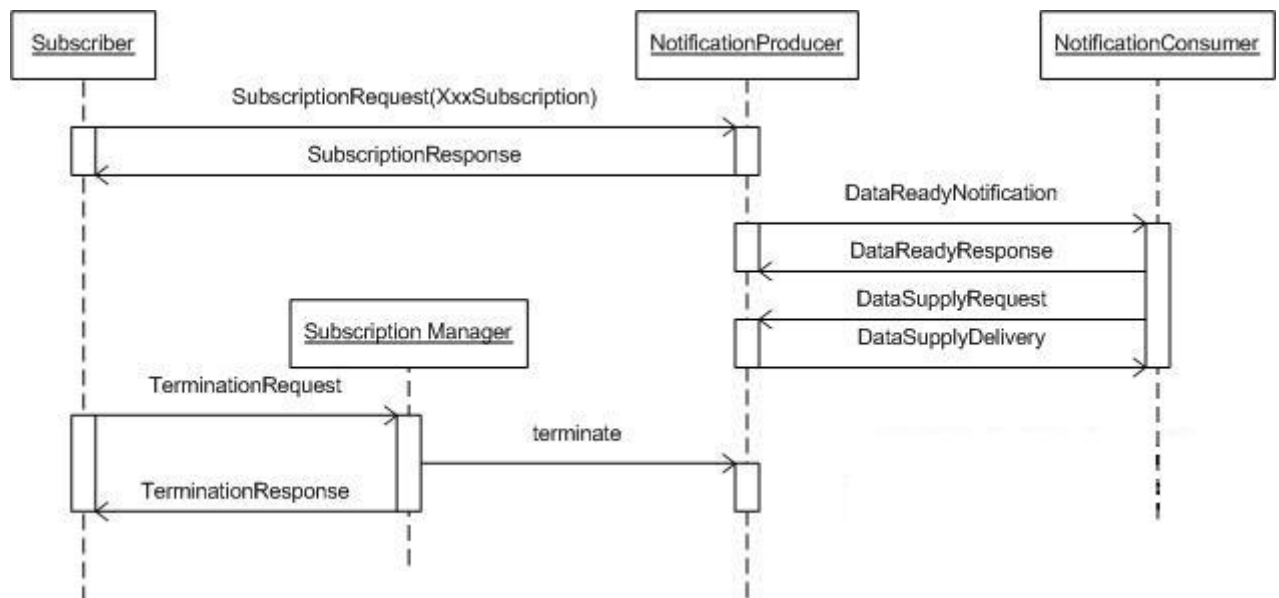 Subscriber
NotificationProducer
NotificationConsumer
SubscriptionRequest(XxxSubscription)
SubscriptionResponse
DataReadyNotification
DataReadyResponse
DataSupplyRequest
Subscription Manager
DataSupplyDelivery
TerminationRequest
terminate
TerminationResponse